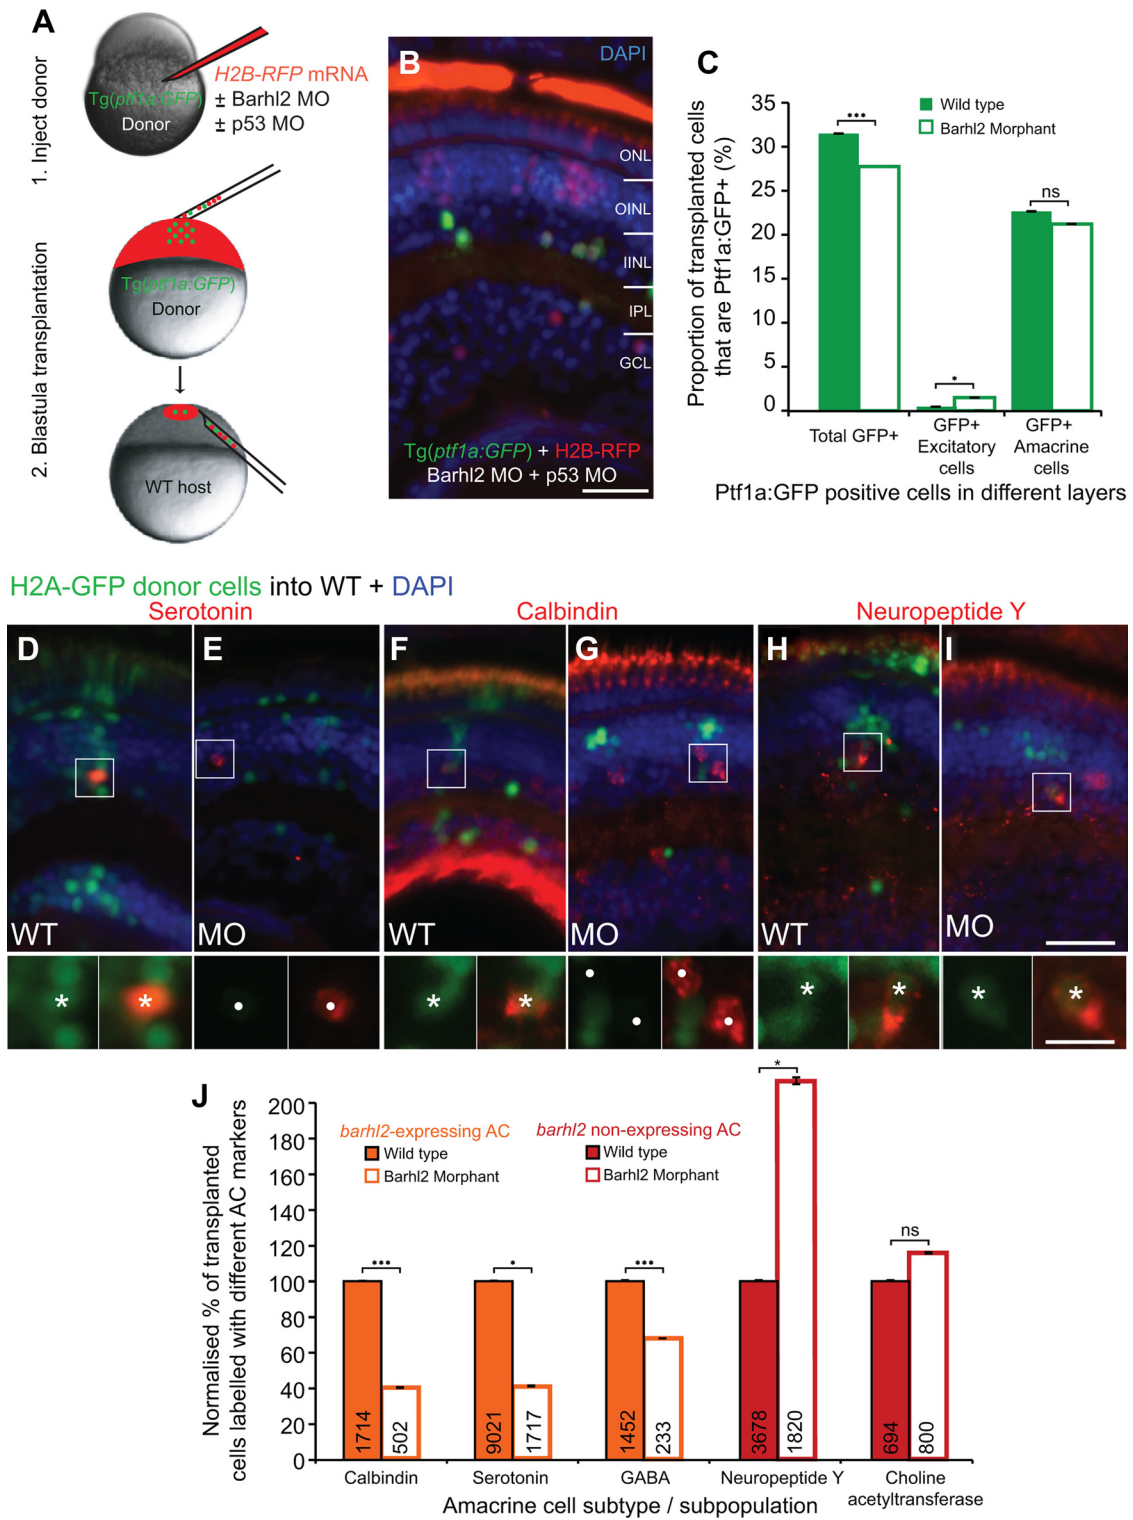 A
1. Inject donor
H2B-RFP mRNA
Tg(ptf1a:GFP)
± Barhl2 MO
Donor
± p53 MO
2. Blastula transplantation
Tg(ptf1a:GFP)
Donor
WT host
B
DAPI
ONL
OINL
IINL
IPL
GCL
Tg(ptf1a:GFP) + H2B-RFP
Barhl2 MO + p53 MO
C
Proportion of transplanted cells
that are Ptf1a:GFP+ (%)
35
30
25
20
15
10
5
0
Wild type
Barhl2 Morphant
***
*
ns
Total GFP+
GFP+
Excitatory
cells
GFP+
Amacrine
cells
Ptf1a:GFP positive cells in different layers
H2A-GFP donor cells into WT + DAPI
Serotonin
Calbindin
Neuropeptide Y
D
WT
E
MO
F
WT
G
MO
H
WT
I
MO
* *
* *
* *
* *
J
Normalised % of transplanted
cells labelled with different AC markers
200
180
160
140
120
100
80
60
40
20
0
barhl2-expressing AC
Wild type
Barhl2 Morphant
barhl2 non-expressing AC
Wild type
Barhl2 Morphant
***
*
***
*
ns
1714
502
9021
1717
1452
233
3678
1820
694
800
Calbindin
Serotonin
GABA
Neuropeptide Y
Choline
acetyltransferase
Amacrine cell subtype / subpopulation